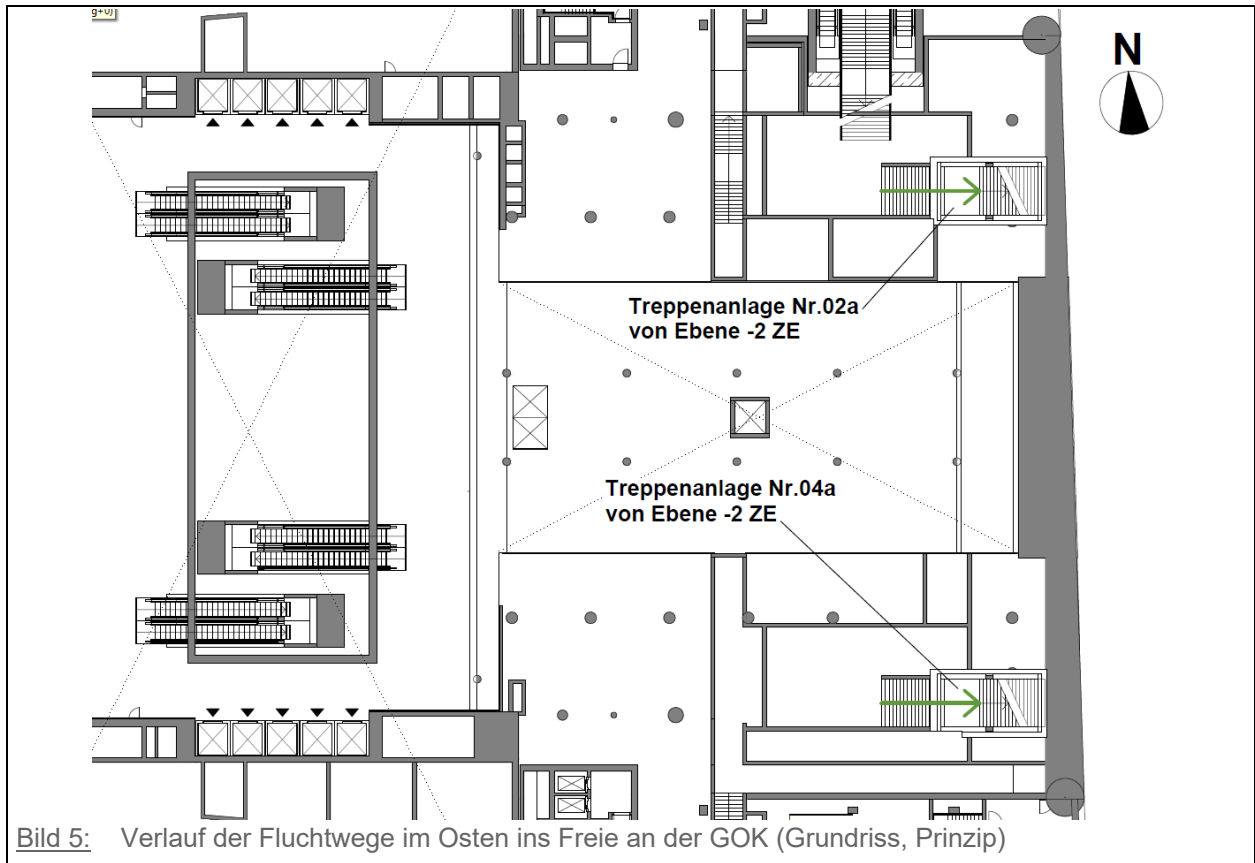 g+0)
N
Treppenanlage Nr.02a
von Ebene -2 ZE
Treppenanlage Nr.04a
von Ebene -2 ZE
Bild 5: Verlauf der Fluchtwege im Osten ins Freie an der GOK (Grundriss, Prinzip)